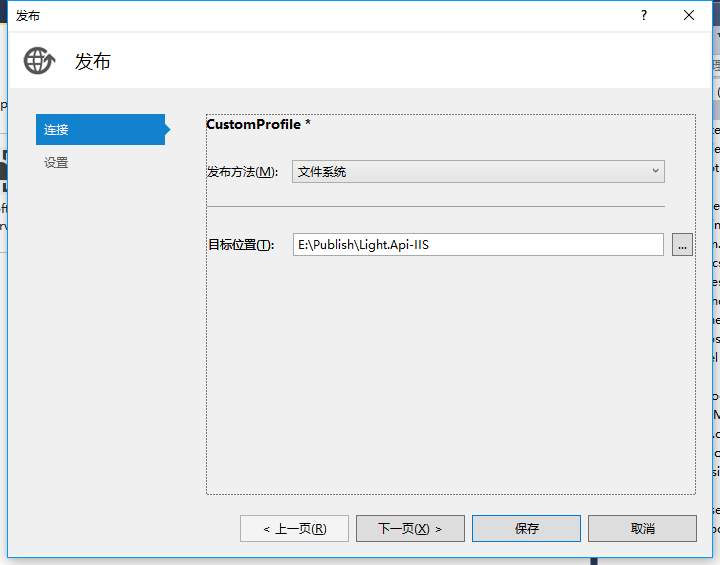 发布
?
发布
连接
设置
CustomProfile *
发布方法(M):
文件系统
目标位置(T):
E:\Publish\Light.Api-IIS
...
< 上一页(R)
下一页(X) >
保存
取消